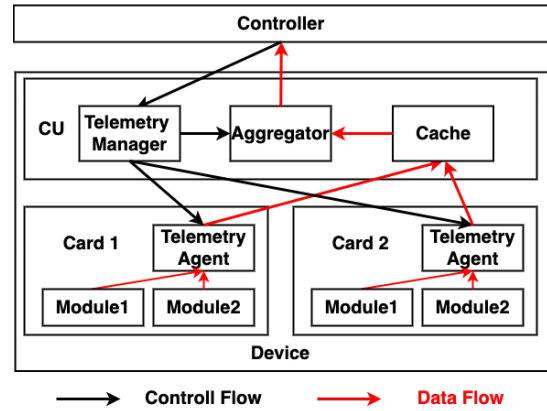 Controller
CU
Telemetry
Manager
Aggregator
Cache
Card 1
Telemetry
Agent
Module1
Module2
Card 2
Telemetry
Agent
Module1
Module2
Device
Controll Flow
Data Flow